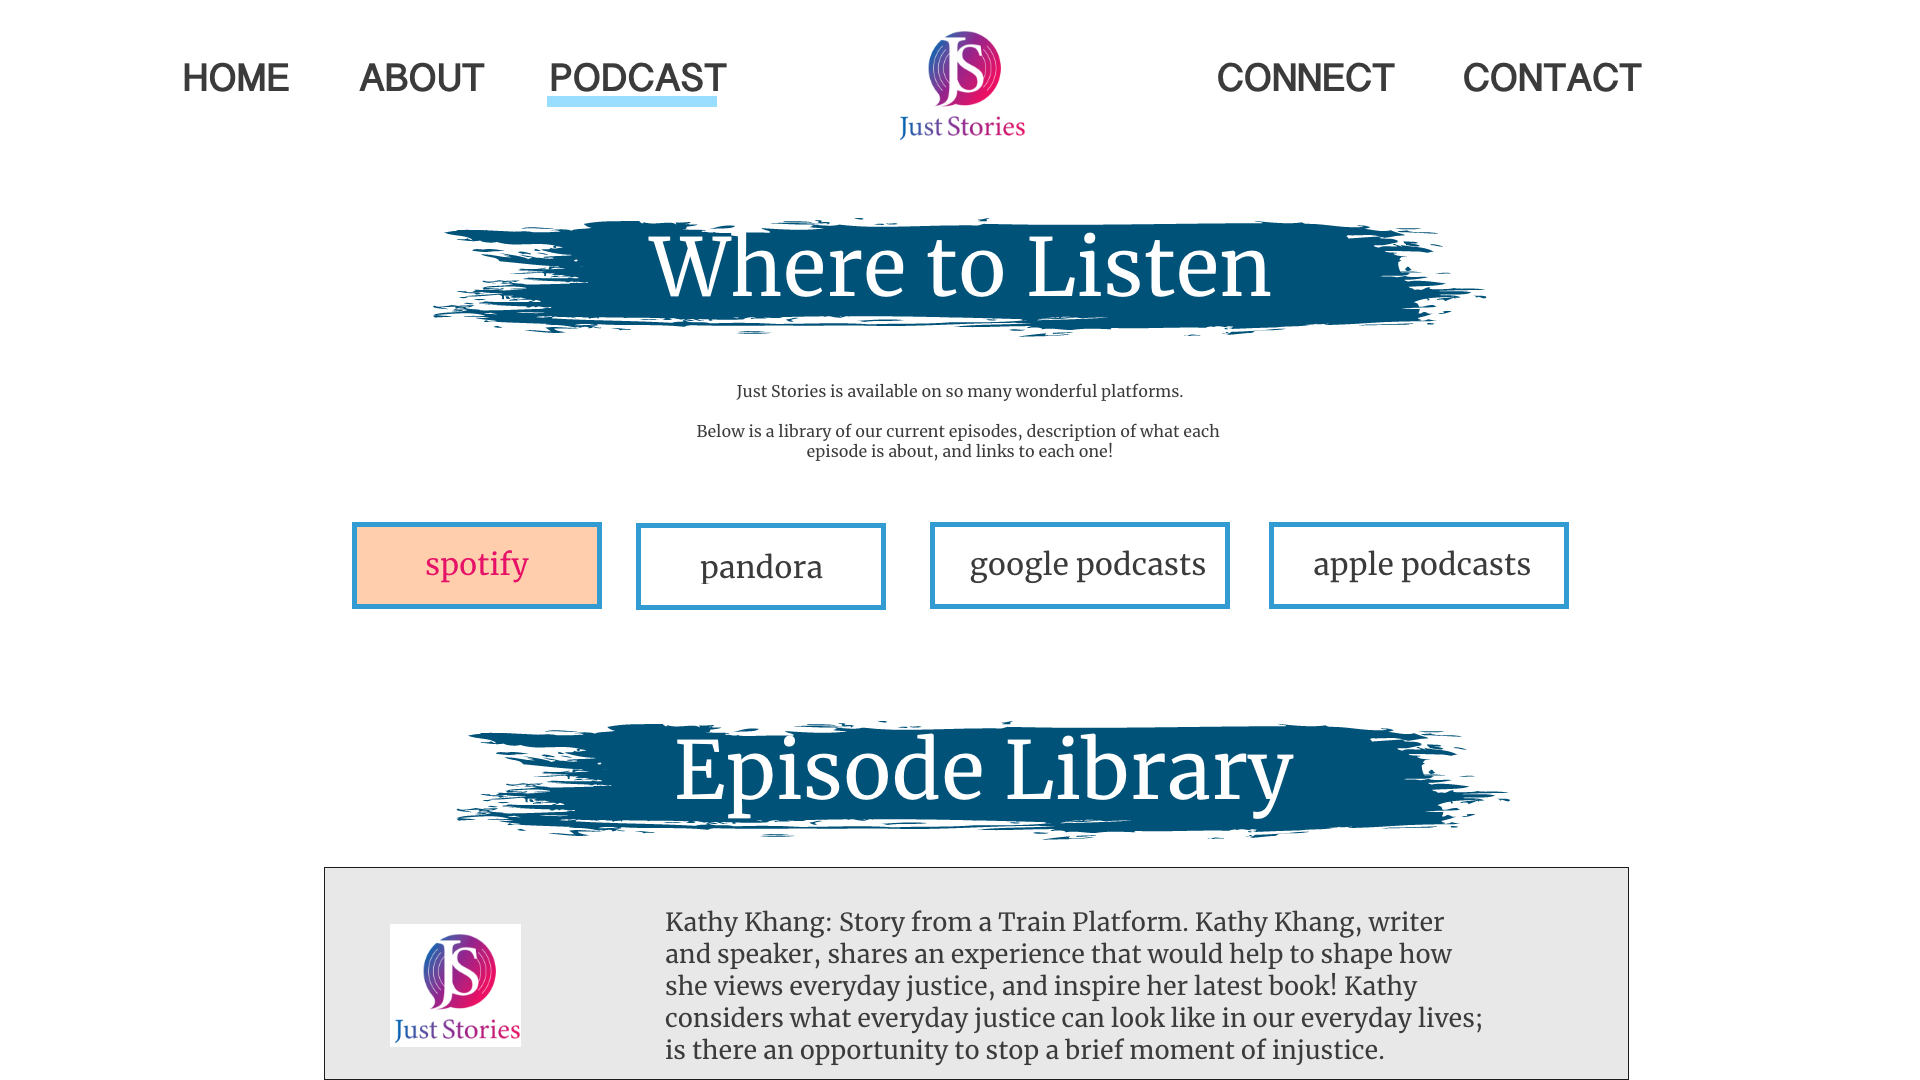 HOME ABOUT PODCAST CONNECT CONTACT
JS
Just Stories
Where to Listen
Just Stories is available on so many wonderful platforms.
Below is a library of our current episodes, description of what each
episode is about, and links to each one!
spotify
pandora
google podcasts
apple podcasts
Episode Library
JS
Just Stories
Kathy Khang: Story from a Train Platform. Kathy Khang, writer
and speaker, shares an experience that would help to shape how
she views everyday justice, and inspire her latest book! Kathy
considers what everyday justice can look like in our everyday lives;
is there an opportunity to stop a brief moment of injustice.